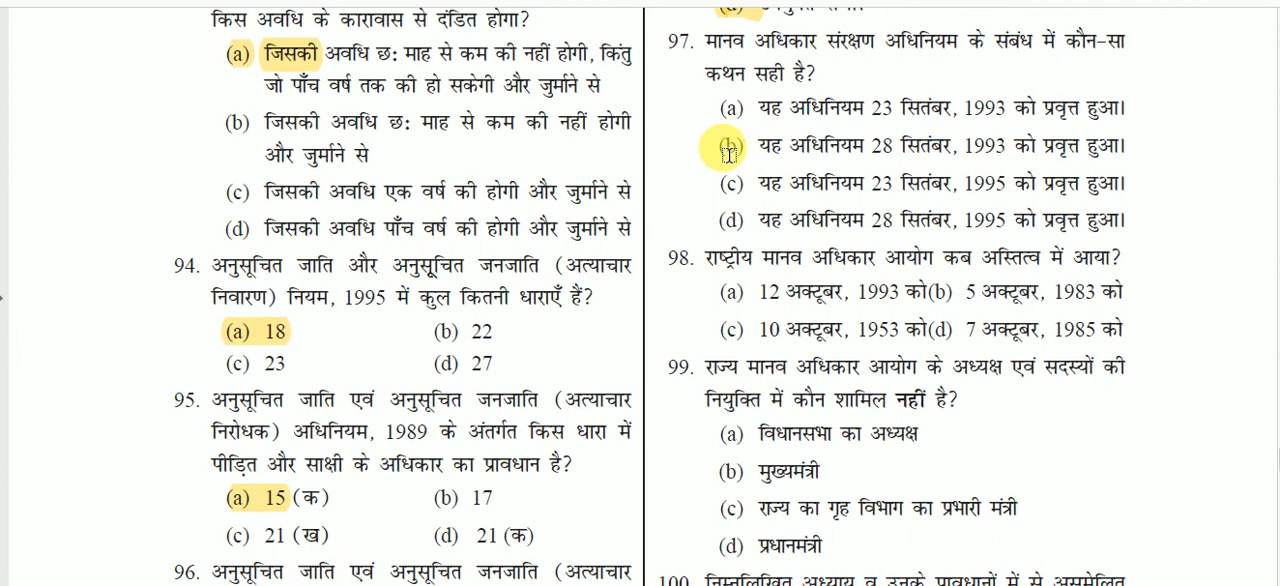 किस अवधि के कारावास से दंडित होगा?
(a) जिसकी अवधि छ: माह से कम की नहीं होगी, किंतु
जो पाँच वर्ष तक की हो सकेगी और जुर्माने से
(b) जिसकी अवधि छ: माह से कम की नहीं होगी
और जुर्माने से
(c) जिसकी अवधि एक वर्ष की होगी और जुर्माने से
(d) जिसकी अवधि पाँच वर्ष की होगी और जुर्माने से
94. अनुसूचित जाति और अनुसूचित जनजाति (अत्याचार
निवारण) नियम, 1995 में कुल कितनी धाराएँ हैं?
(a) 18 (b) 22
(c) 23 (d) 27
95. अनुसूचित जाति एवं अनुसूचित जनजाति (अत्याचार
निरोधक) अधिनियम, 1989 के अंतर्गत किस धारा में
पीड़ित और साक्षी के अधिकार का प्रावधान है?
(a) 15 (क) (b) 17
(c) 21 (ख) (d) 21 (क)
96. अनुसूचित जाति एवं अनुसूचित जनजाति (अत्याचार
97. मानव अधिकार संरक्षण अधिनियम के संबंध में कौन-सा
कथन सही है?
(a) यह अधिनियम 23 सितंबर, 1993 को प्रवृत्त हुआ।
(b) यह अधिनियम 28 सितंबर, 1993 को प्रवृत्त हुआ।
(c) यह अधिनियम 23 सितंबर, 1995 को प्रवृत्त हुआ।
(d) यह अधिनियम 28 सितंबर, 1995 को प्रवृत्त हुआ।
98. राष्ट्रीय मानव अधिकार आयोग कब अस्तित्व में आया?
(a) 12 अक्टूबर, 1993 को(b) 5 अक्टूबर, 1983 को
(c) 10 अक्टूबर, 1953 को(d) 7 अक्टूबर, 1985 को
99. राज्य मानव अधिकार आयोग के अध्यक्ष एवं सदस्यों की
नियुक्ति में कौन शामिल नहीं है?
(a) विधानसभा का अध्यक्ष
(b) मुख्यमंत्री
(c) राज्य का गृह विभाग का प्रभारी मंत्री
(d) प्रधानमंत्री
100. निम्नलिखित अध्याय व उनके प्रावधानों में से असमेलित